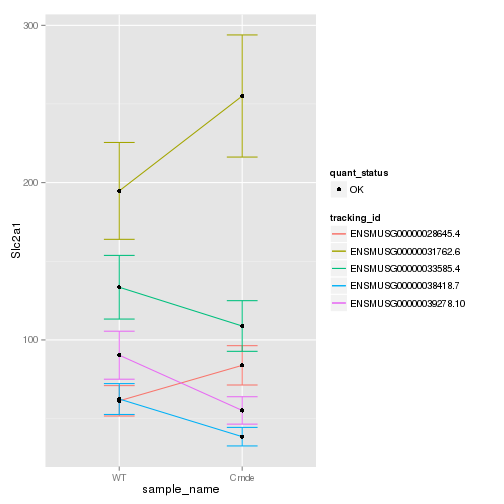 300
200
100
Slc2a1
WT
Cmde
sample_name
quant_status
OK
tracking_id
ENSMUSG00000028645.4
ENSMUSG00000031762.6
ENSMUSG00000033585.4
ENSMUSG00000038418.7
ENSMUSG00000039278.10